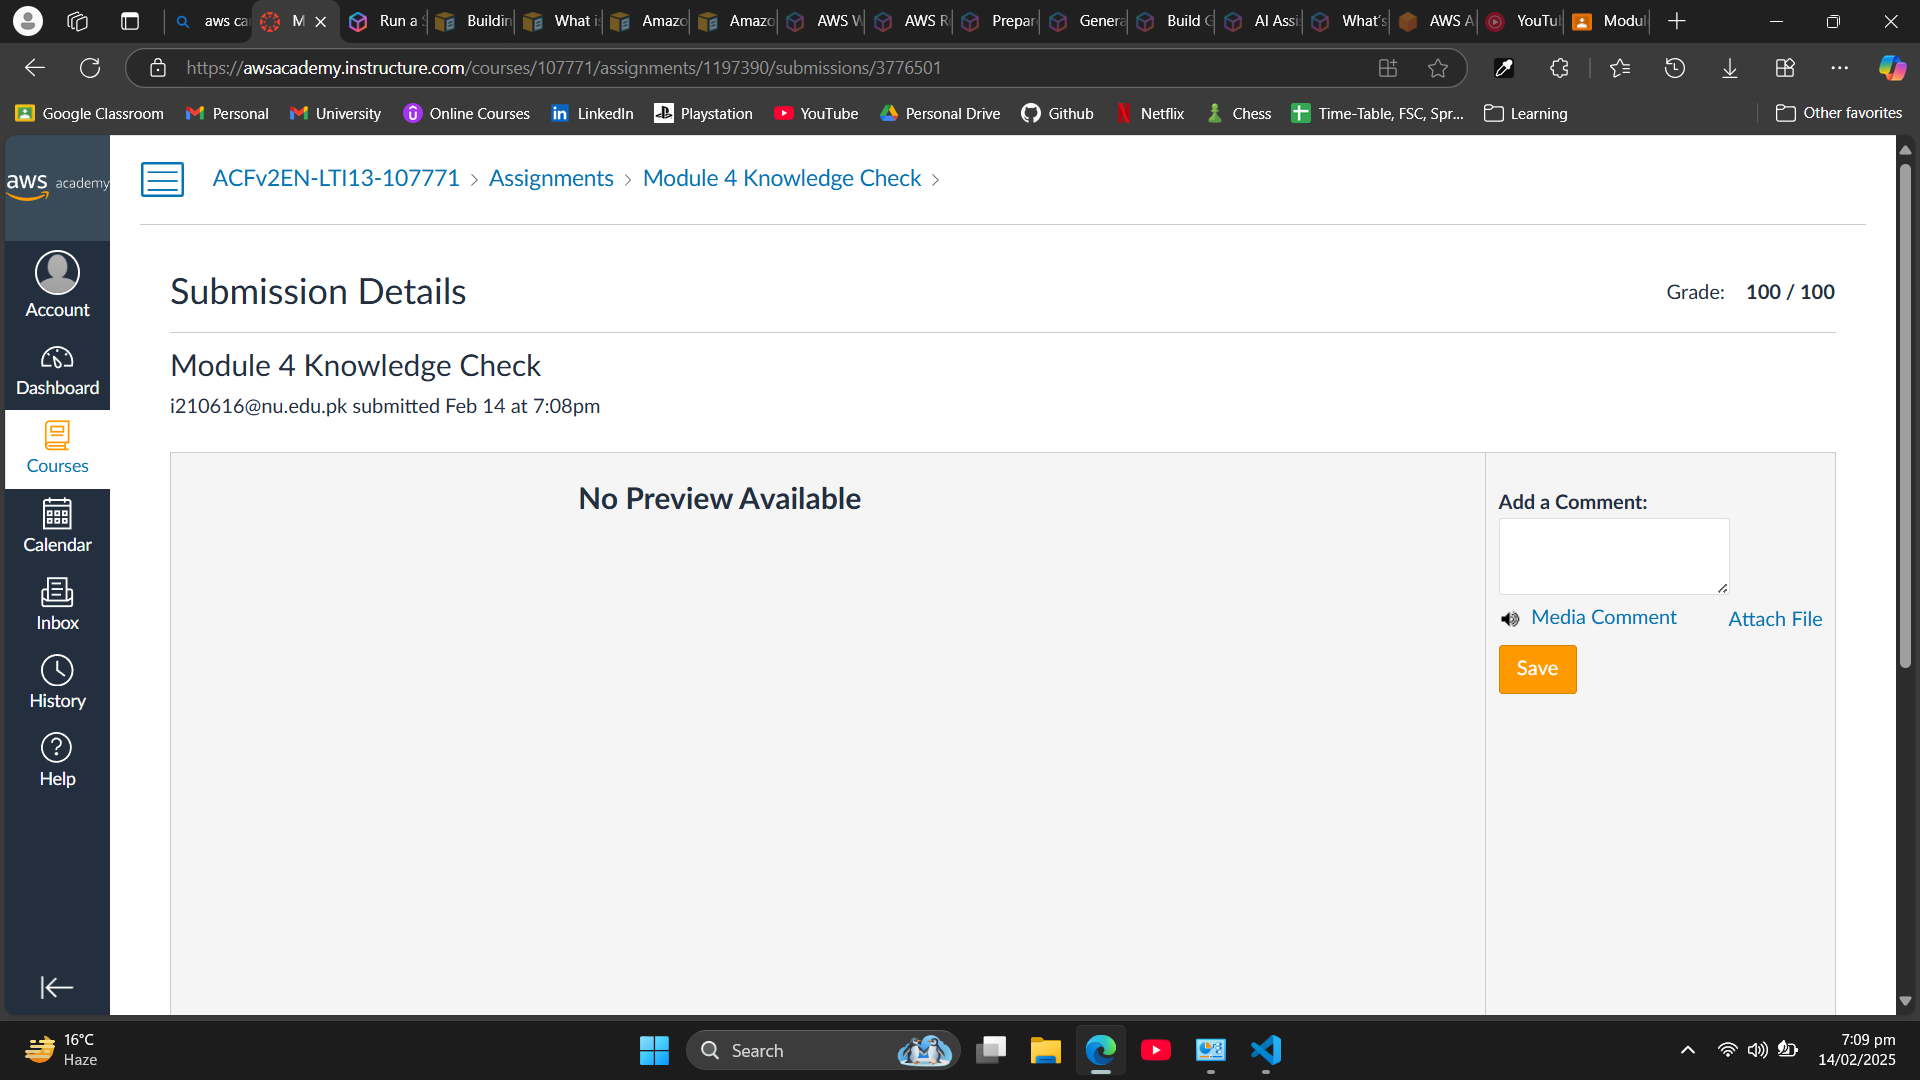 aws ca
M
Run a S
Buildin
What i
Amazo
Amazo
AWS W
AWS R
Prepar
Genera
Build G
AI Assi
What's
AWS A
YouTu
Modul
https://awsacademy.instructure.com/courses/107771/assignments/1197390/submissions/3776501
Google Classroom
Personal
University
Online Courses
LinkedIn
Playstation
YouTube
Personal Drive
Github
Netflix
Chess
Time-Table, FSC, Spr...
Learning
Other favorites
aws academy
ACFv2EN-LTI13-107771 > Assignments > Module 4 Knowledge Check >
Submission Details
Grade: 100 / 100
Module 4 Knowledge Check
i210616@nu.edu.pk submitted Feb 14 at 7:08pm
Account
Dashboard
Courses
Calendar
Inbox
History
Help
No Preview Available
Add a Comment:
Media Comment
Attach File
Save
16°C
Haze
Search
7:09 pm
14/02/2025